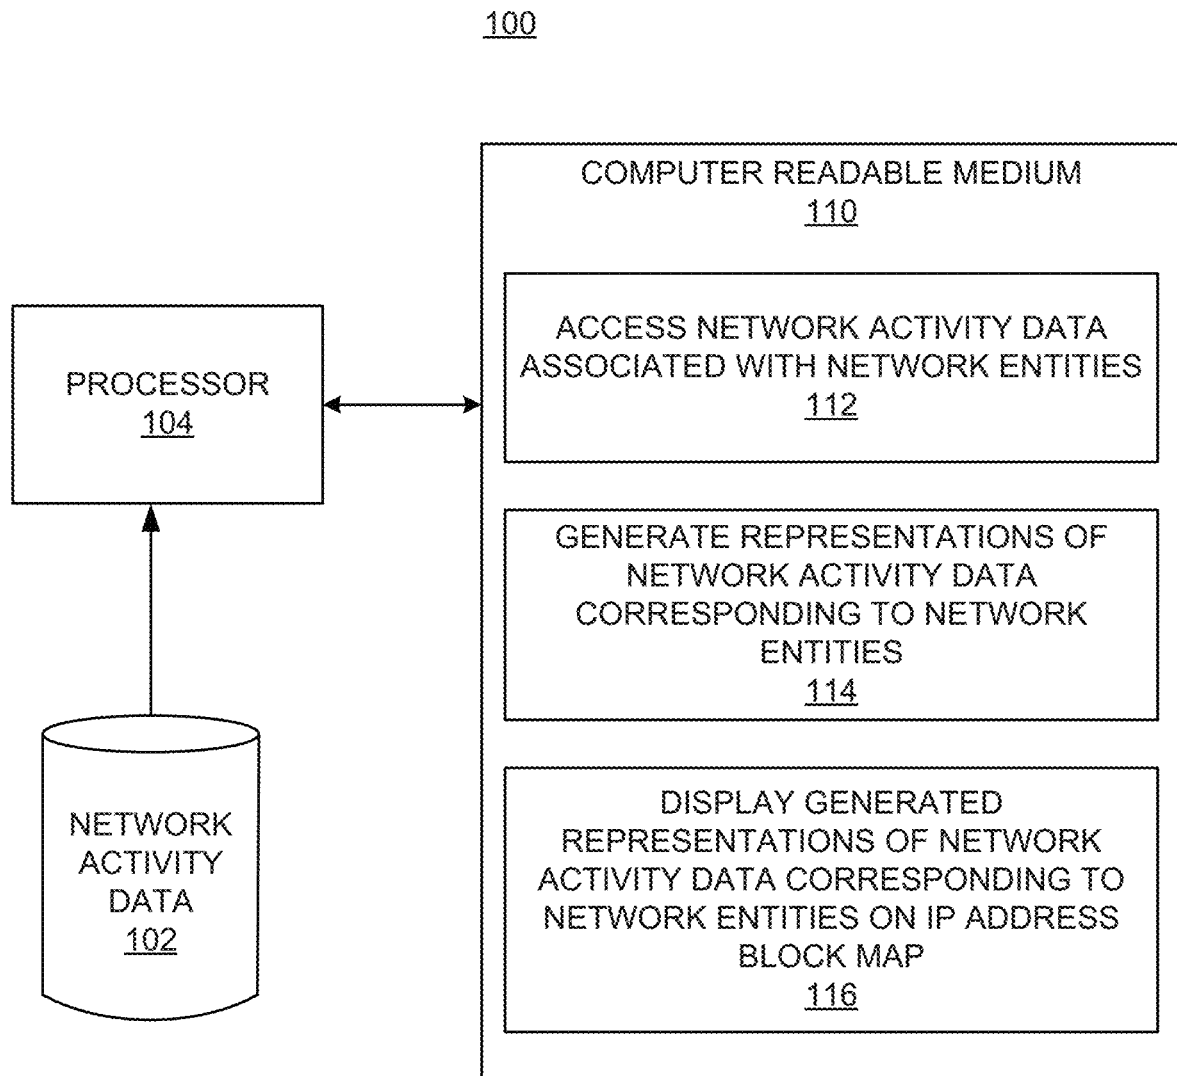 100
COMPUTER READABLE MEDIUM
110
ACCESS NETWORK ACTIVITY DATA
ASSOCIATED WITH NETWORK ENTITIES
112
PROCESSOR
104
GENERATE REPRESENTATIONS OF
NETWORK ACTIVITY DATA
CORRESPONDING TO NETWORK
ENTITIES
114
NETWORK
ACTIVITY
DATA
102
DISPLAY GENERATED
REPRESENTATIONS OF NETWORK
ACTIVITY DATA CORRESPONDING TO
NETWORK ENTITIES ON IP ADDRESS
BLOCK MAP
116